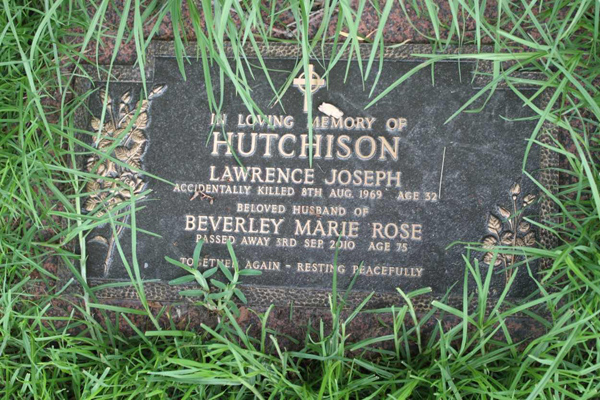 IN LOVING MEMORY OF
HUTCHISON
LAWRENCE JOSEPH
ACCIDENTALLY KILLED 8TH AUG. 1969 AGE 32
BELOVED HUSBAND OF
BEVERLEY MARIE ROSE
PASSED AWAY 3RD SEP. 2010 AGE 75
TOGETHER AGAIN - RESTING PEACEFULLY